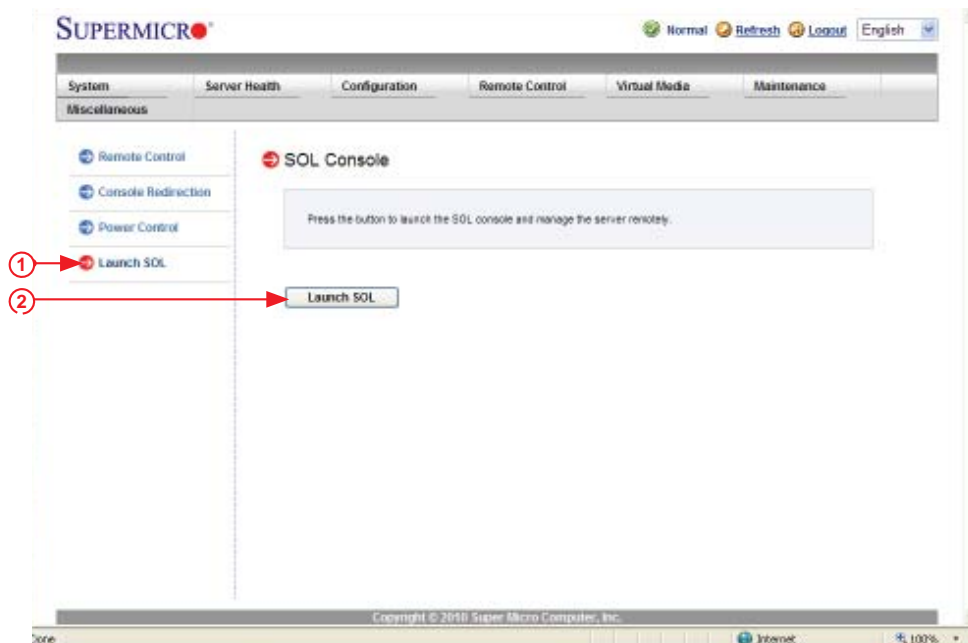 SUPERMICRO
Normal Refresh Logout English
System Server Health Configuration Remote Control Virtual Media Maintenance
Miscellaneous
Remote Control
Console Redirection
Power Control
1 Launch SOL
SOL Console
Press the button to launch the SOL console and manage the server remotely.
2 Launch SOL
Copyright © 2010 Super Micro Computer, Inc.
Done Internet 100%